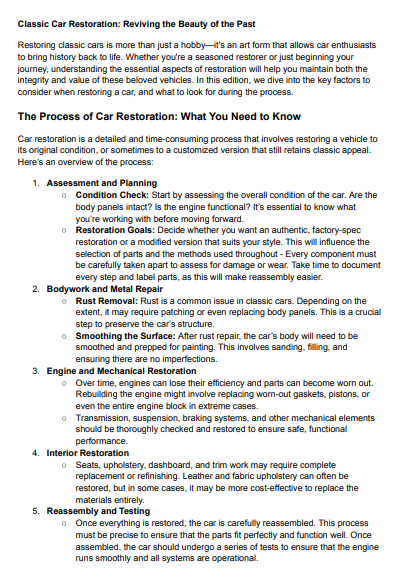 Classic Car Restoration: Reviving the Beauty of the Past
Restoring classic cars is more than just a hobby—it's an art form that allows car enthusiasts
to bring history back to life. Whether you're a seasoned restorer or just beginning your
journey, understanding the essential aspects of restoration will help you maintain both the
integrity and value of these beloved vehicles. In this edition, we dive into the key factors to
consider when restoring a car, and what to look for during the process.
The Process of Car Restoration: What You Need to Know
Car restoration is a detailed and time-consuming process that involves restoring a vehicle to
its original condition, or sometimes to a customized version that still retains classic appeal.
Here's an overview of the process:
1. Assessment and Planning
○ Condition Check: Start by assessing the overall condition of the car. Are the
body panels intact? Is the engine functional? It's essential to know what
you're working with before moving forward.
○ Restoration Goals: Decide whether you want an authentic, factory-spec
restoration or a modified version that suits your style. This will influence the
selection of parts and the methods used throughout - Every component must
be carefully taken apart to assess for damage or wear. Take time to document
every step and label parts, as this will make reassembly easier.
2. Bodywork and Metal Repair
○ Rust Removal: Rust is a common issue in classic cars. Depending on the
extent, it may require patching or even replacing body panels. This is a crucial
step to preserve the car's structure.
○ Smoothing the Surface: After rust repair, the car's body will need to be
smoothed and prepped for painting. This involves sanding, filling, and
ensuring there are no imperfections.
3. Engine and Mechanical Restoration
○ Over time, engines can lose their efficiency and parts can become worn out.
Rebuilding the engine might involve replacing worn-out gaskets, pistons, or
even the entire engine block in extreme cases.
○ Transmission, suspension, braking systems, and other mechanical elements
should be thoroughly checked and restored to ensure safe, functional
performance.
4. Interior Restoration
○ Seats, upholstery, dashboard, and trim work may require complete
replacement or refinishing. Leather and fabric upholstery can often be
restored, but in some cases, it may be more cost-effective to replace the
materials entirely.
5. Reassembly and Testing
○ Once everything is restored, the car is carefully reassembled. This process
must be precise to ensure that the parts fit perfectly and function well. Once
assembled, the car should undergo a series of tests to ensure that the engine
runs smoothly and all systems are operational.